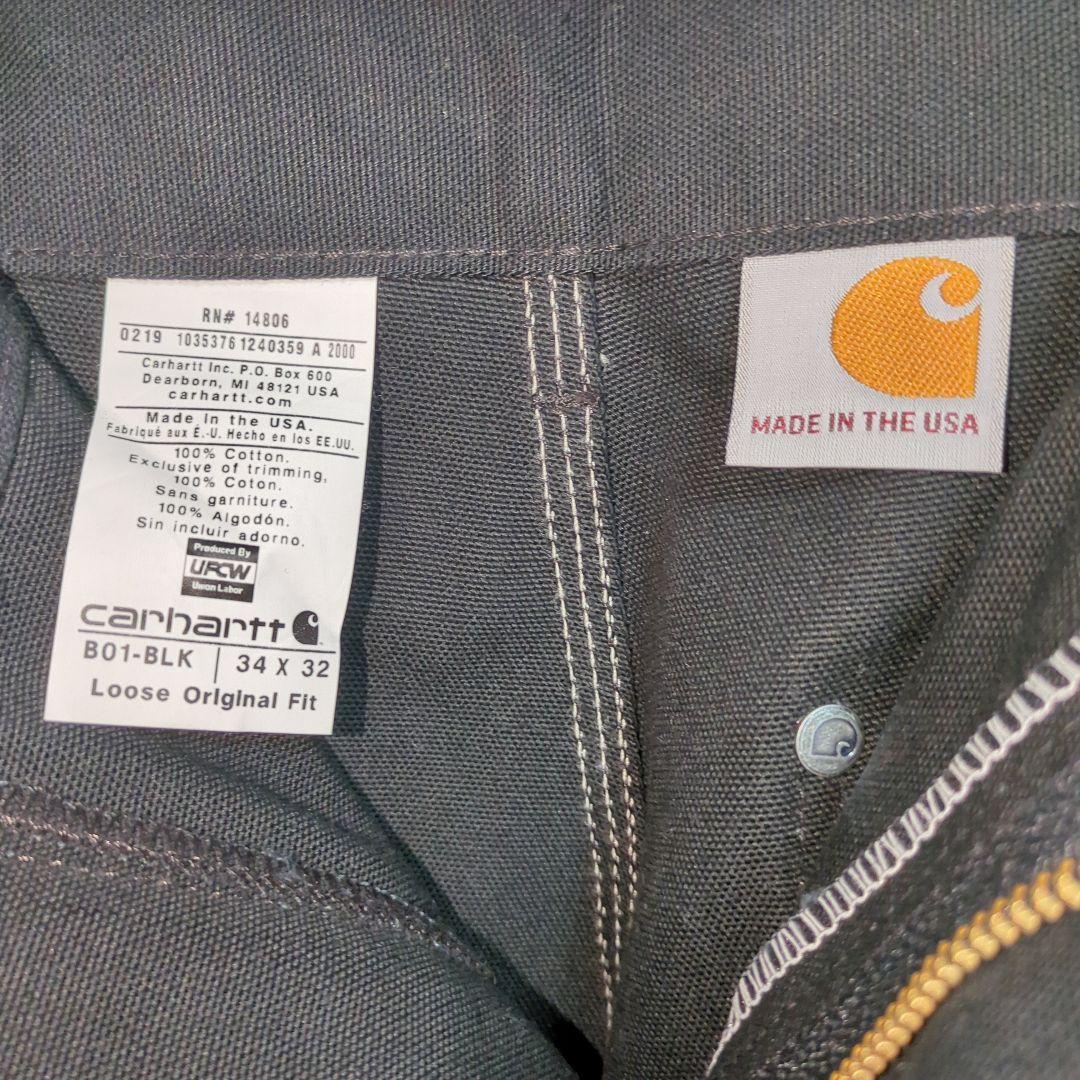 RN# 14806
0219 10353761240359 A 2000
Carhartt Inc. P.O. Box 600
Dearborn, MI 48121 USA
carhartt.com
Made in the USA.
Fabriqué aux É.-U. Hecho en los EE.UU.
100% Cotton.
Exclusive of trimming,
100% Coton.
Sans garniture.
100% Algodón.
Sin incluir adorno.
Produced By
UFCW
Union Labor
carhartt
B01-BLK | 34 X 32
Loose Original Fit
MADE IN THE USA